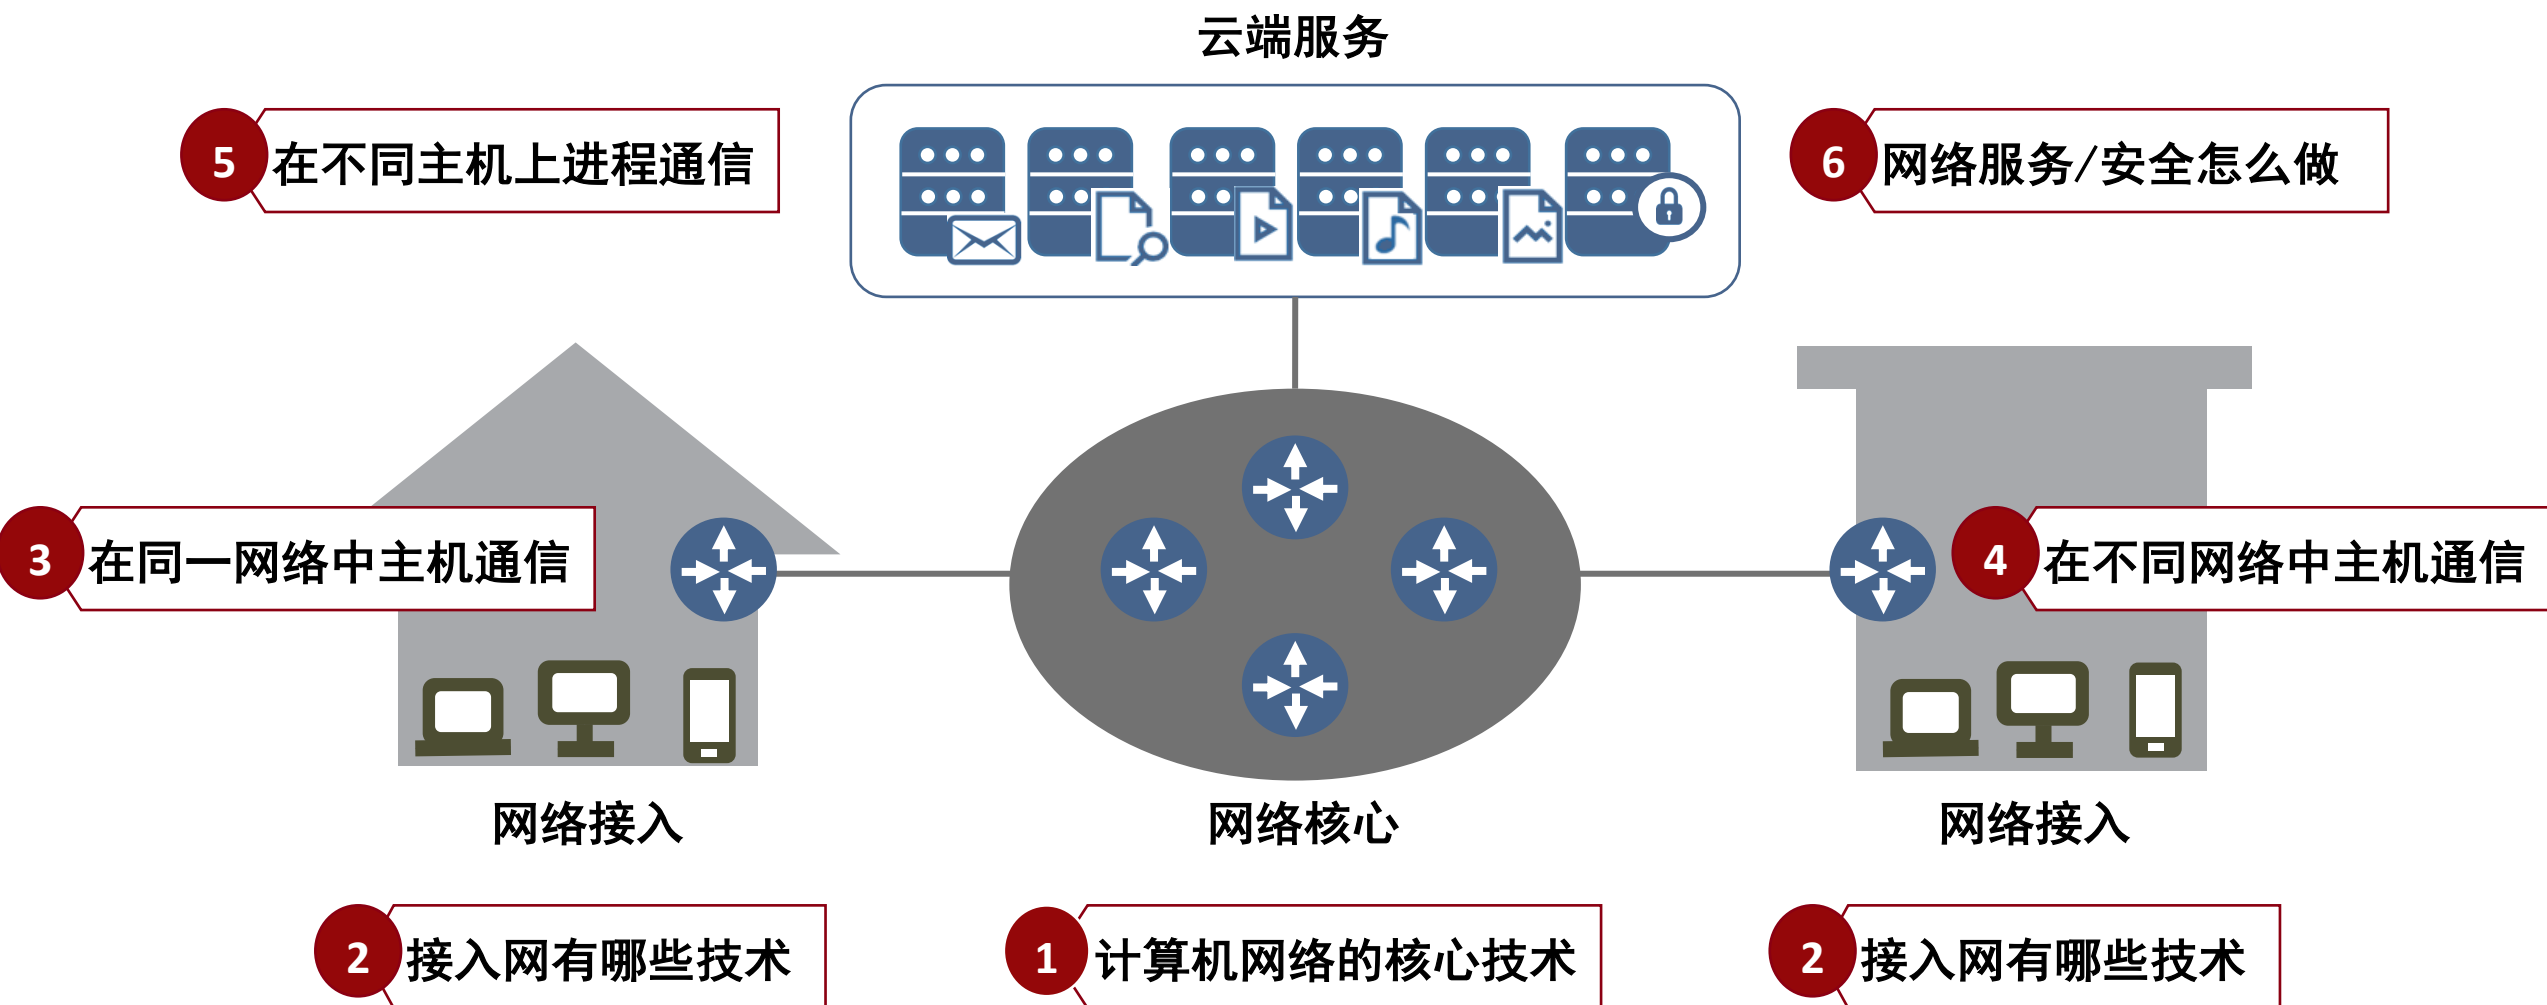 云端服务
5 在不同主机上进程通信
6 网络服务/安全怎么做
3 在同一网络中主机通信
4 在不同网络中主机通信
网络接入
网络核心
网络接入
2 接入网有哪些技术
1 计算机网络的核心技术
2 接入网有哪些技术